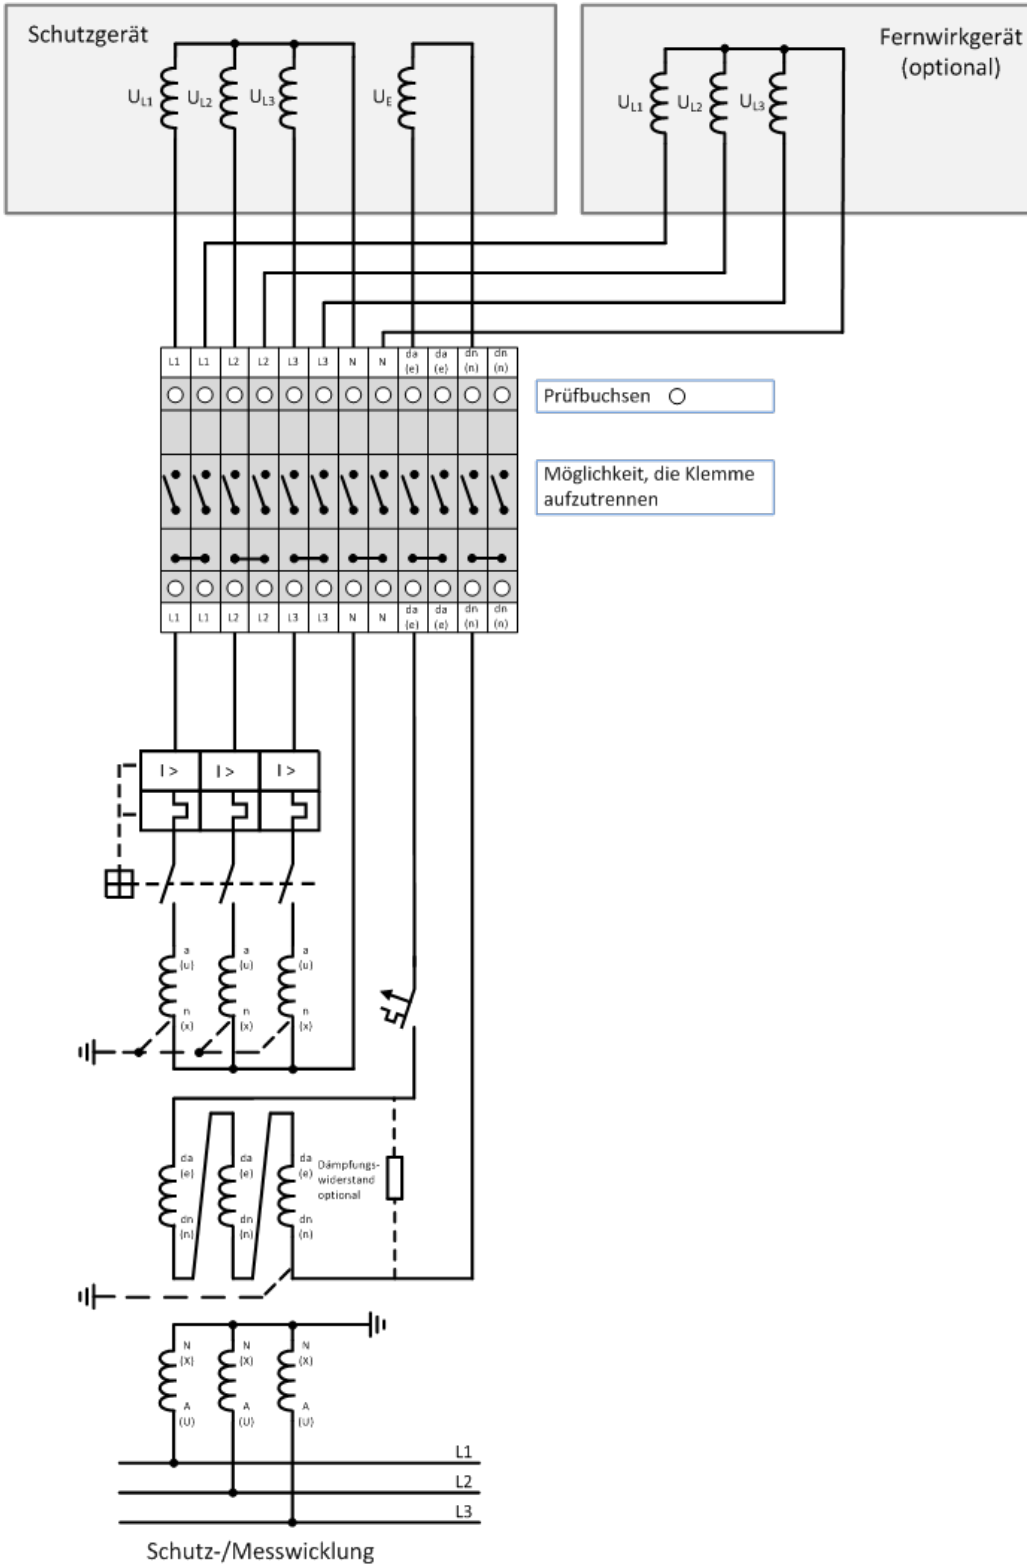 Schutzgerät
Fernwirkgerät
(optional)
UL1 UL2 UL3 UE
UL1 UL2 UL3
L1 L1 L2 L2 L3 L3 N N da (e) da (e) dn (n) dn (n)
Prüfbuchsen
Möglichkeit, die Klemme
aufzutrennen
L1 L1 L2 L2 L3 L3 N N da (e) da (e) dn (n) dn (n)
I > I > I >
a a a
(u) (u) (u)
n n n
(x) (x) (x)
da da da
(e) (e) (e)
Dämpfungs-
widerstand
optional
dn dn dn
(n) (n) (n)
N N N
(X) (X) (X)
A A A
(U) (U) (U)
L1
L2
L3
Schutz-/Messwicklung